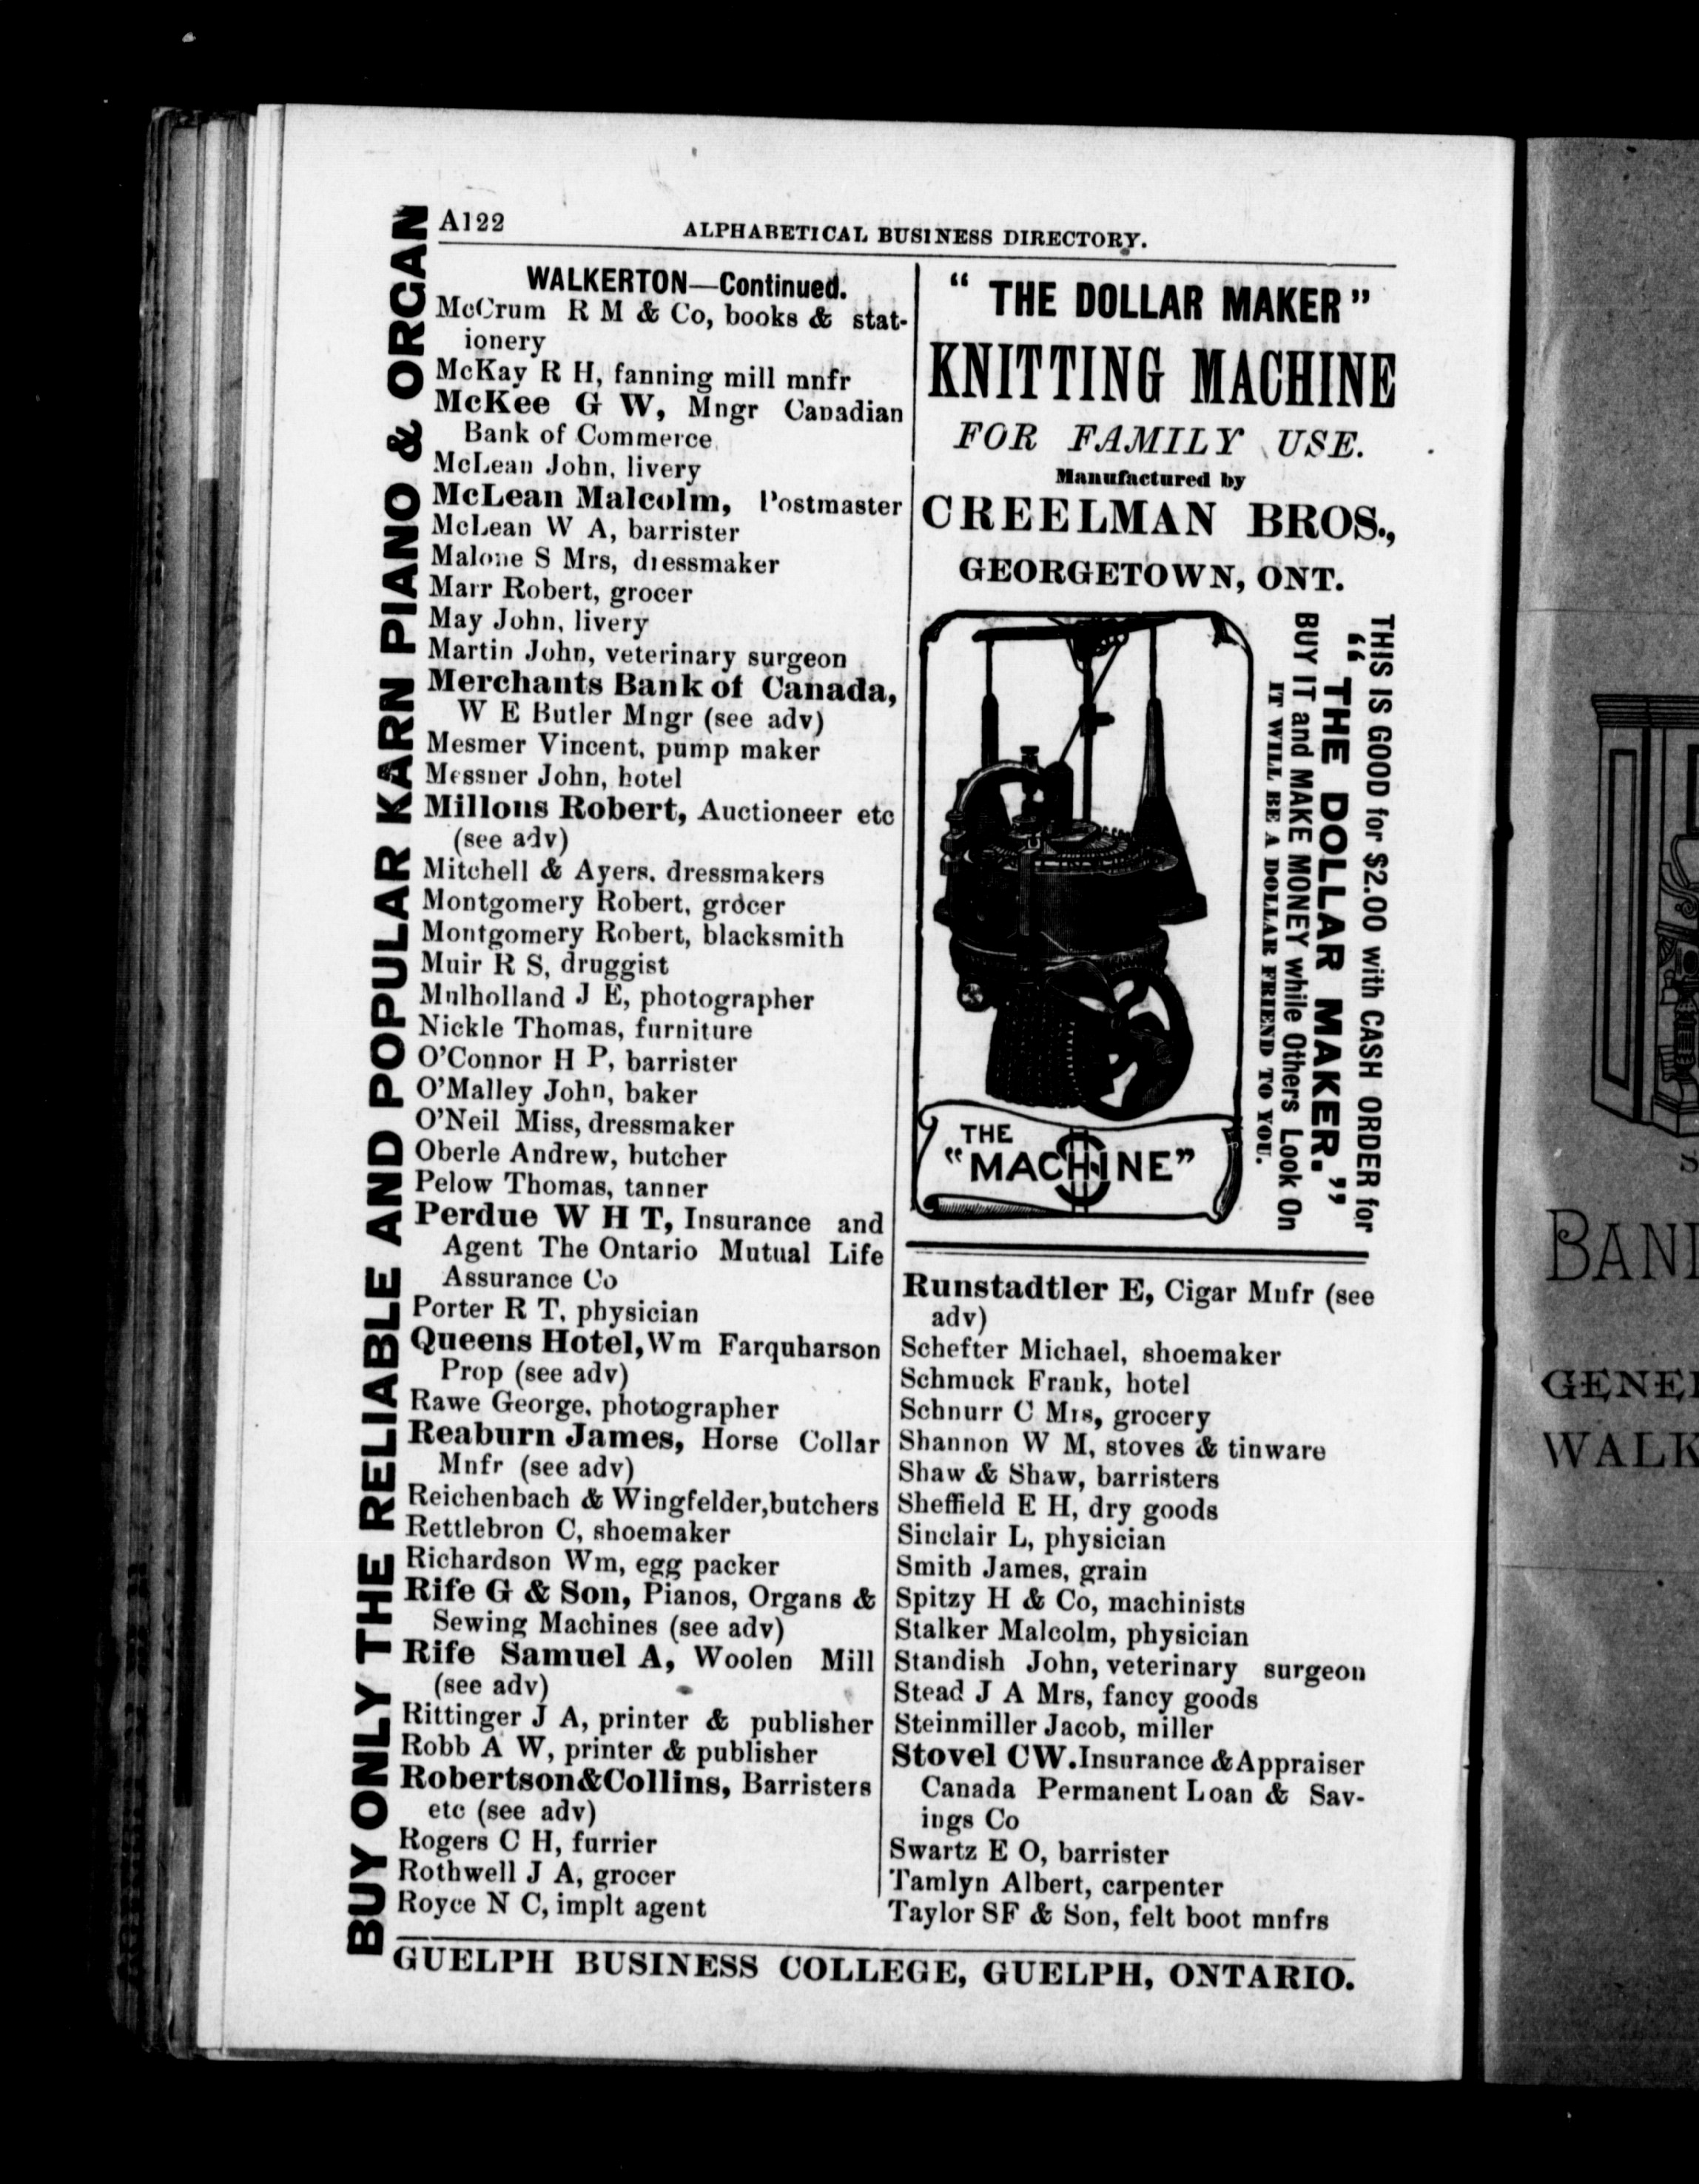 A122
ALPHABETICAL BUSINESS DIRECTORY.
BUY ONLY THE RELIABLE AND POPULAR KARN PIANO & ORGAN
WALKERTON—Continued.
McCrum R M & Co, books & stat-
ionery
McKay R H, fanning mill mnfr
McKee G W, Mngr Canadian
Bank of Commerce
McLean John, livery
McLean Malcolm, Postmaster
McLean W A, barrister
Malone S Mrs, dressmaker
Marr Robert, grocer
May John, livery
Martin John, veterinary surgeon
Merchants Bank of Canada,
W E Butler Mngr (see adv)
Mesmer Vincent, pump maker
Messner John, hotel
Millons Robert, Auctioneer etc
(see adv)
Mitchell & Ayers, dressmakers
Montgomery Robert, grocer
Montgomery Robert, blacksmith
Muir R S, druggist
Mulholland J E, photographer
Nickle Thomas, furniture
O'Connor H P, barrister
O'Malley John, baker
O'Neil Miss, dressmaker
Oberle Andrew, butcher
Pelow Thomas, tanner
Perdue W H T, Insurance and
Agent The Ontario Mutual Life
Assurance Co
Porter R T, physician
Queens Hotel, Wm Farquharson
Prop (see adv)
Rawe George, photographer
Reaburn James, Horse Collar
Mnfr (see adv)
Reichenbach & Wingfelder, butchers
Rettlebron C, shoemaker
Richardson Wm, egg packer
Rife G & Son, Pianos, Organs &
Sewing Machines (see adv)
Rife Samuel A, Woolen Mill
(see adv)
Rittinger J A, printer & publisher
Robb A W, printer & publisher
Robertson&Collins, Barristers
etc (see adv)
Rogers C H, furrier
Rothwell J A, grocer
Royce N C, implt agent
" THE DOLLAR MAKER"
KNITTING MACHINE
FOR FAMILY USE.
Manufactured by
CREELMAN BROS.,
GEORGETOWN, ONT.
THE
"MACHINE"
THIS IS GOOD for $2.00 with CASH ORDER for
"THE DOLLAR MAKER."
BUY IT and MAKE MONEY while Others Look On
IT WILL BE A DOLLAR FRIEND TO YOU.
Runstadtler E, Cigar Mnfr (see
adv)
Schefter Michael, shoemaker
Schmuck Frank, hotel
Schnurr C Mrs, grocery
Shannon W M, stoves & tinware
Shaw & Shaw, barristers
Sheffield E H, dry goods
Sinclair L, physician
Smith James, grain
Spitzy H & Co, machinists
Stalker Malcolm, physician
Standish John, veterinary surgeon
Stead J A Mrs, fancy goods
Steinmiller Jacob, miller
Stovel CW. Insurance & Appraiser
Canada Permanent Loan & Sav-
ings Co
Swartz E O, barrister
Tamlyn Albert, carpenter
Taylor SF & Son, felt boot mnfrs
GUELPH BUSINESS COLLEGE, GUELPH, ONTARIO.
BAN
GENE
WALK